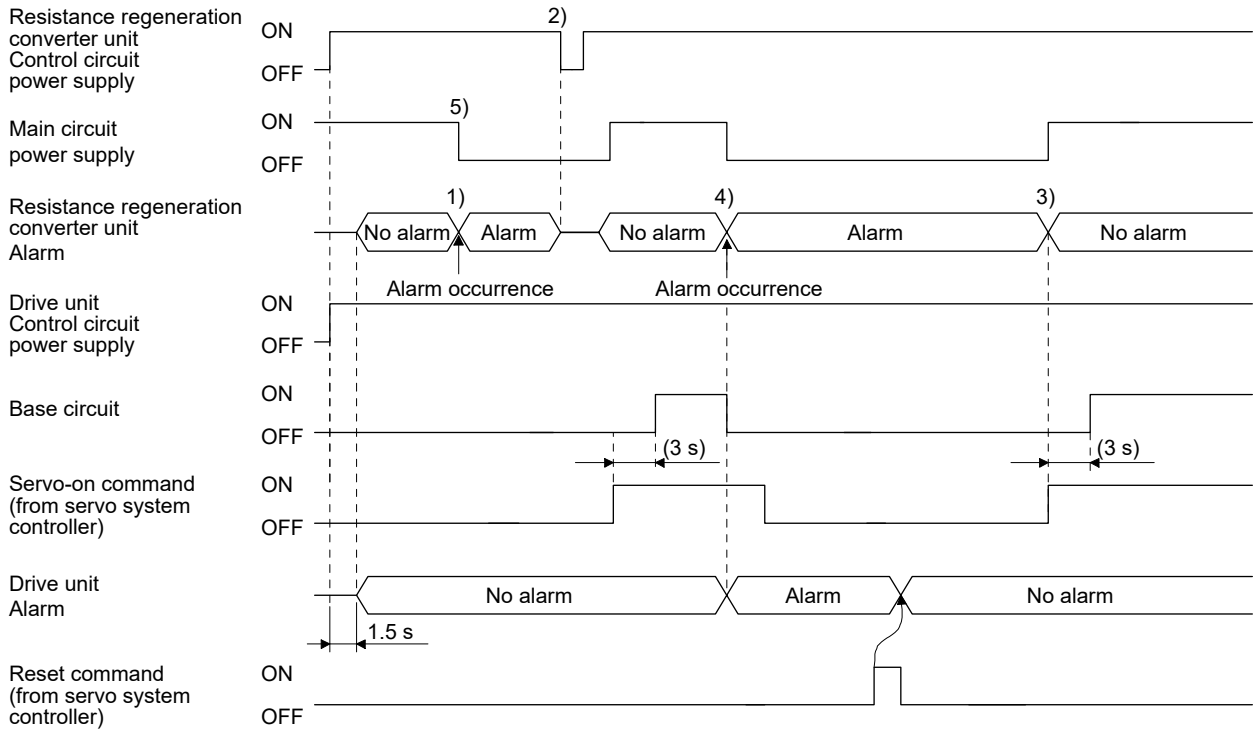 Resistance regeneration
converter unit
Control circuit
power supply
ON
OFF
2)
Main circuit
power supply
ON
OFF
5)
Resistance regeneration
converter unit
Alarm
1)
4)
3)
No alarm
Alarm
No alarm
Alarm
No alarm
Alarm occurrence
Alarm occurrence
Drive unit
Control circuit
power supply
ON
OFF
Base circuit
ON
OFF
(3 s)
(3 s)
Servo-on command
(from servo system
controller)
ON
OFF
Drive unit
Alarm
No alarm
Alarm
No alarm
1.5 s
Reset command
(from servo system
controller)
ON
OFF